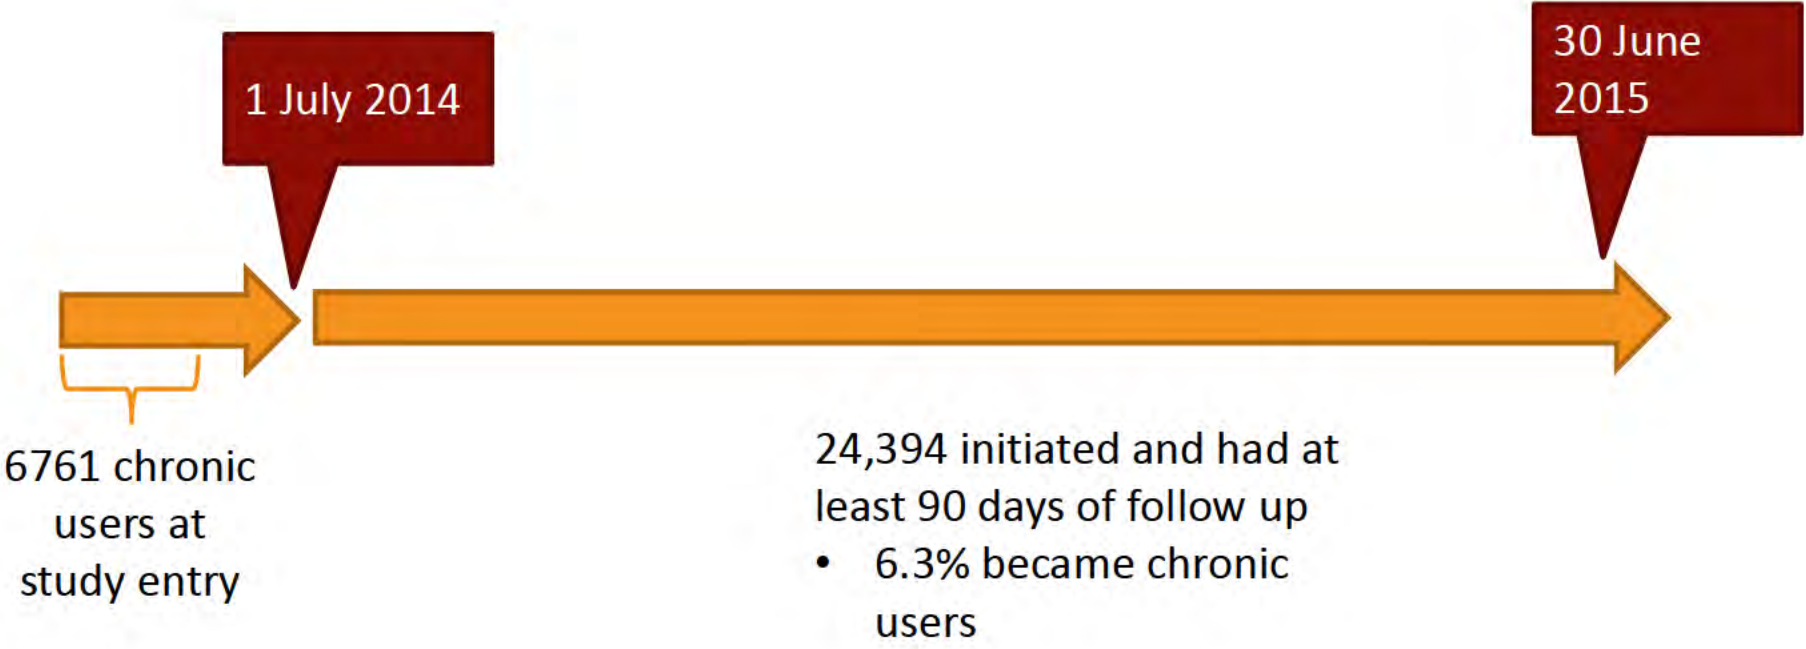 1 July 2014
30 June
2015
6761 chronic
users at
study entry
24,394 initiated and had at
least 90 days of follow up
• 6.3% became chronic
users